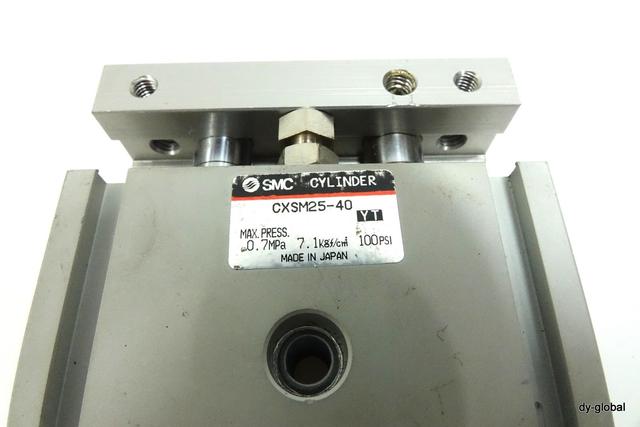 SMC CYLINDER
CXSM25-40
YT
MAX.PRESS.
0.7MPa 7.1kgf/cm² 100PSI
MADE IN JAPAN
dy-global